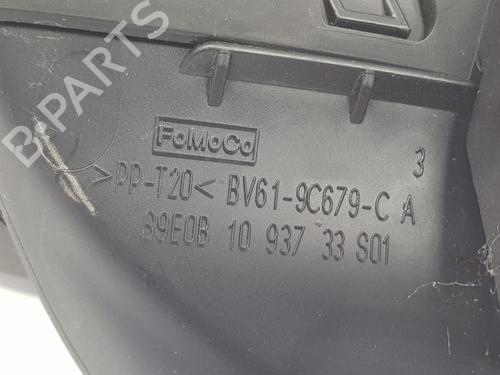 B-PARTS
FoMoCo
3
>PP-T20< BV61-9C679-C A
S9E0B 10 937 33 S01